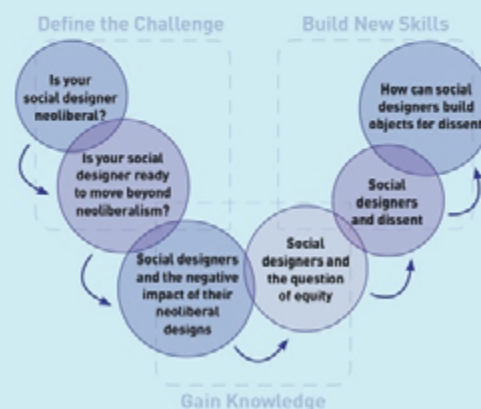 Define the Challenge
Build New Skills
Is your
social designer
neoliberal?
Is your social
designer ready
to move beyond
neoliberalism?
Social designers
and the negative
impact of their
neoliberal
designs
Social
designers and
the question
of equity
Social
designers
and dissent
How can social
designers build
objects for dissent
Gain Knowledge